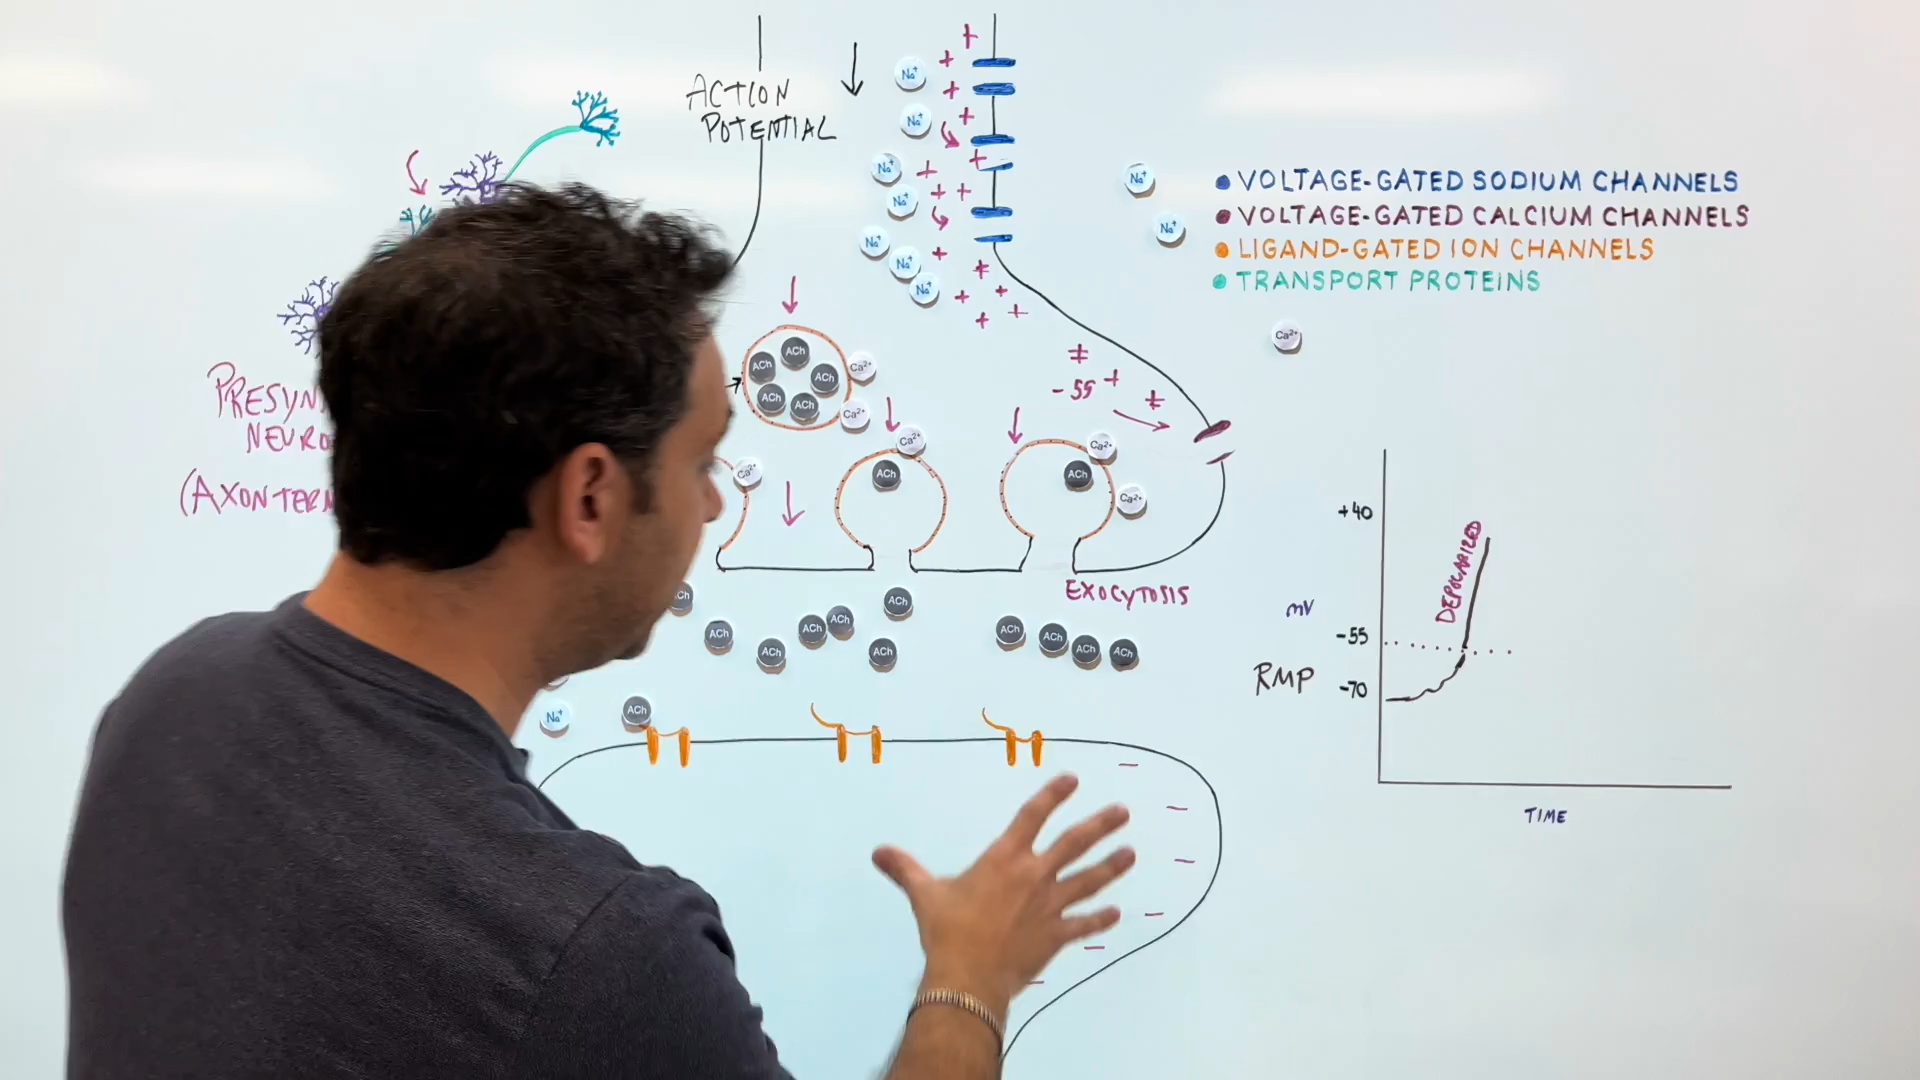 ACTION
POTENTIAL
Na⁺
Na⁺
Na⁺
Na⁺
Na⁺
Na⁺
Na⁺
Na⁺
Na⁺
• VOLTAGE-GATED SODIUM CHANNELS
• VOLTAGE-GATED CALCIUM CHANNELS
• LIGAND-GATED ION CHANNELS
• TRANSPORT PROTEINS
Ca²⁺
ACh
ACh
ACh
ACh
ACh
Ca²⁺
Ca²⁺
-55
Ca²⁺
ACh
Ca²⁺
ACh
Ca²⁺
Ca²⁺
EXOCYTOSIS
ACh
ACh
ACh
ACh
ACh
ACh
ACh
ACh
ACh
ACh
Na⁺
ACh
+40
DEPOLARIZED
mV
-55
RMP -70
TIME